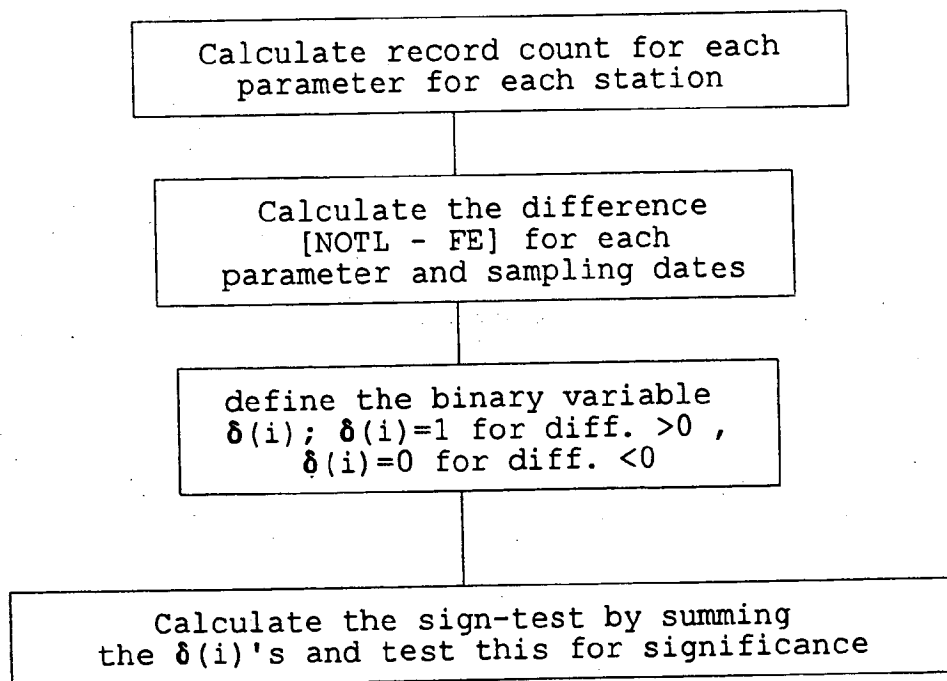 Calculate record count for each
parameter for each station
Calculate the difference
[NOTL - FE] for each
parameter and sampling dates
define the binary variable
δ(i); δ(i)=1 for diff. >0 ,
δ(i)=0 for diff. <0
Calculate the sign-test by summing
the δ(i)'s and test this for significance